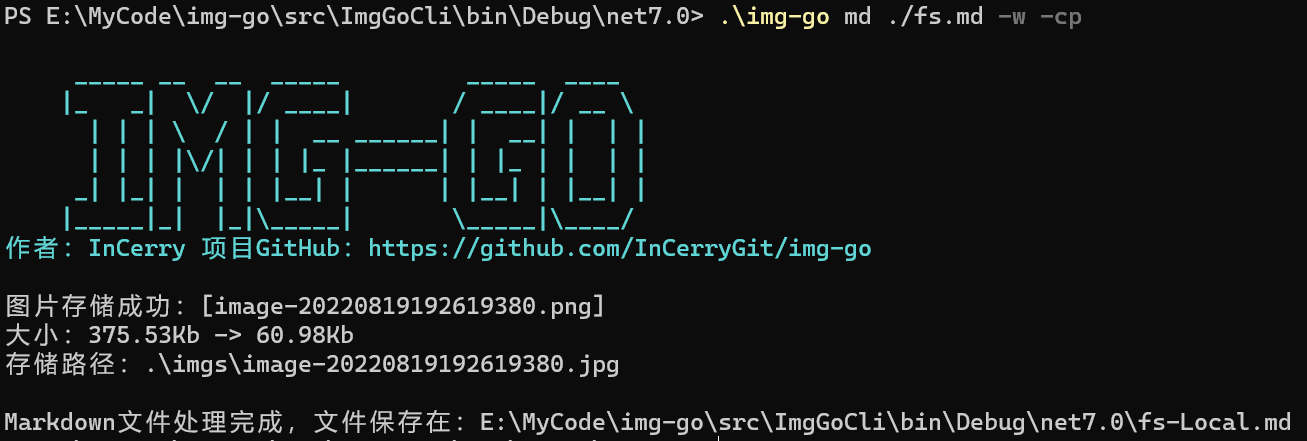 PS E:\MyCode\img-go\src\ImgGoCli\bin\Debug\net7.0> .\img-go md ./fs.md -w -cp
IMG-GO
作者：InCerry 项目GitHub：https://github.com/InCerryGit/img-go
图片存储成功：[image-20220819192619380.png]
大小：375.53Kb -> 60.98Kb
存储路径：.\imgs\image-20220819192619380.jpg
Markdown文件处理完成，文件保存在：E:\MyCode\img-go\src\ImgGoCli\bin\Debug\net7.0\fs-Local.md